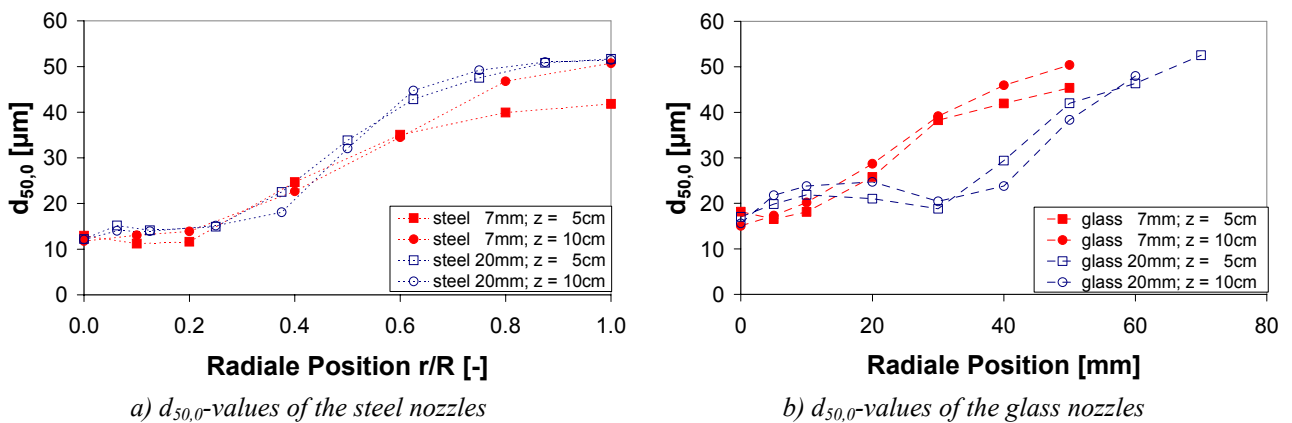 60
50
40
30
20
10
0
d50,0 [µm]
steel 7mm; z = 5cm
steel 7mm; z = 10cm
steel 20mm; z = 5cm
steel 20mm; z = 10cm
0.0 0.2 0.4 0.6 0.8 1.0
Radiale Position r/R [-]
a) d50,0-values of the steel nozzles
60
50
40
30
20
10
0
d50,0 [µm]
glass 7mm; z = 5cm
glass 7mm; z = 10cm
glass 20mm; z = 5cm
glass 20mm; z = 10cm
0 20 40 60 80
Radiale Position [mm]
b) d50,0-values of the glass nozzles